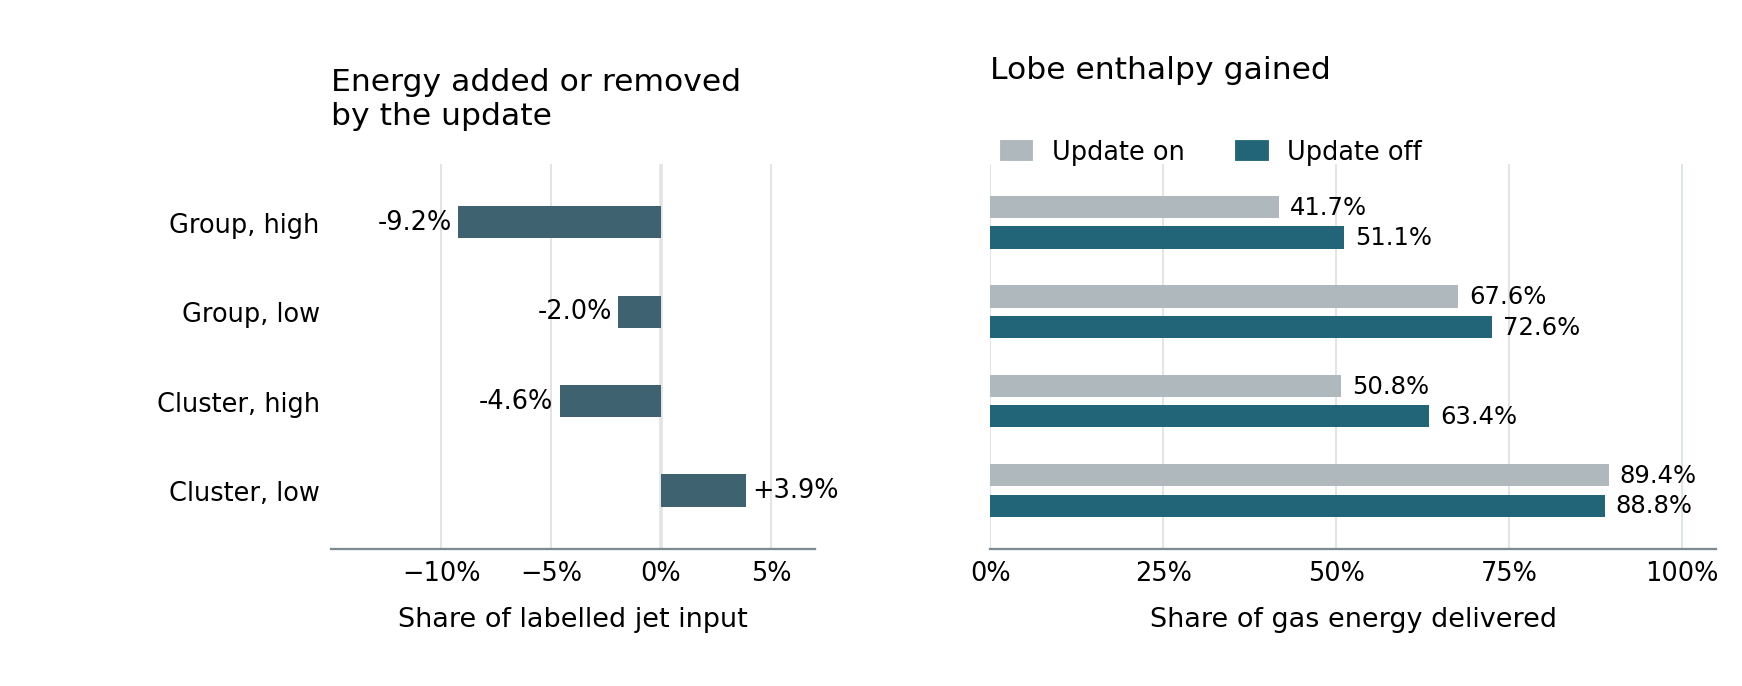 Energy added or removed
by the update
Group, high
Group, low
Cluster, high
Cluster, low
-9.2%
-2.0%
-4.6%
+3.9%
−10%
−5%
0%
5%
Share of labelled jet input
Lobe enthalpy gained
Update on
Update off
41.7%
51.1%
67.6%
72.6%
50.8%
63.4%
89.4%
88.8%
0%
25%
50%
75%
100%
Share of gas energy delivered